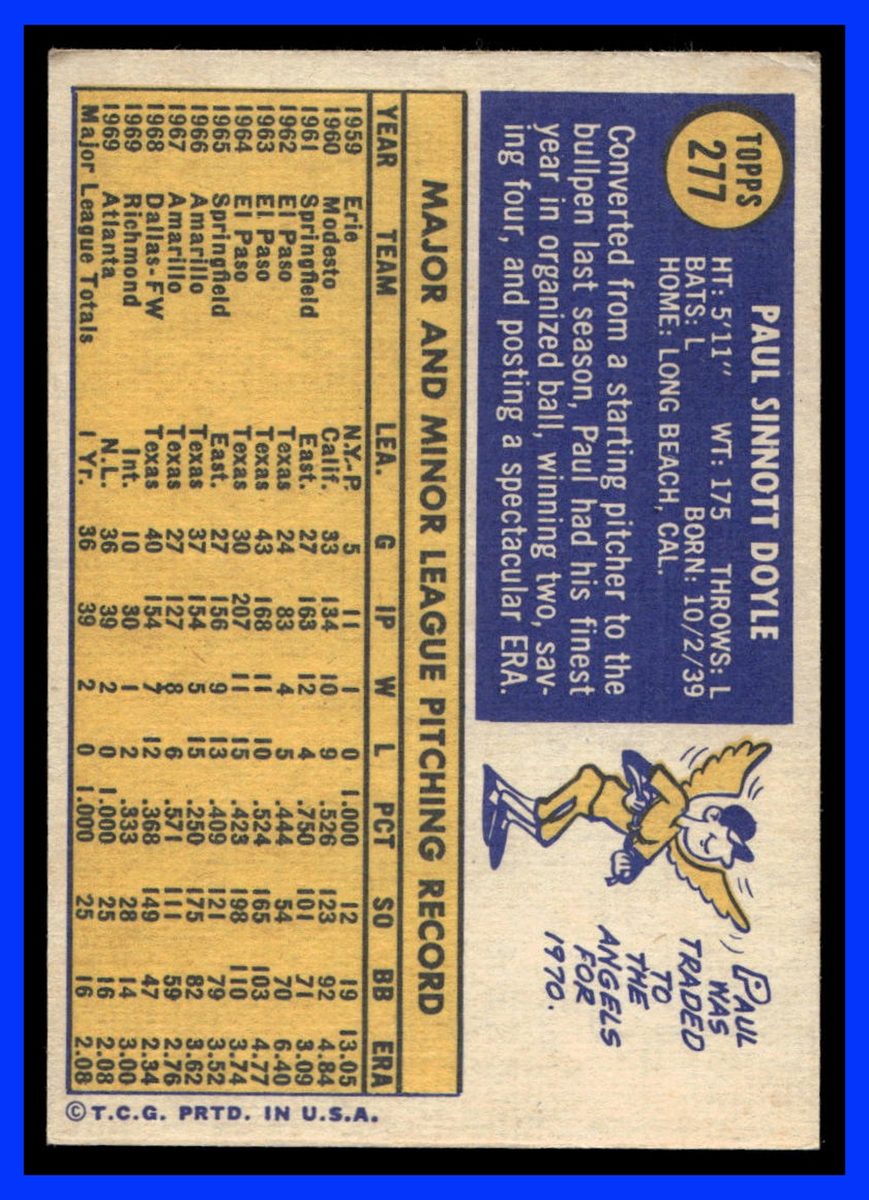 TOPPS
277
PAUL SINNOTT DOYLE
HT: 5'11" WT: 175 THROWS: L
BATS: L BORN: 10/2/39
HOME: LONG BEACH, CAL.
Converted from a starting pitcher to the
bullpen last season, Paul had his finest
year in organized ball, winning two, sav-
ing four, and posting a spectacular ERA.
PAUL
WAS
TRADED
TO
THE
ANGELS
FOR
1970.
MAJOR AND MINOR LEAGUE PITCHING RECORD
YEAR TEAM LEA. G IP W L PCT SO BB ERA
1959 Erie N.Y.-P. 5 11 1 0 1.000 12 19 13.05
1960 Modesto Calif. 33 134 10 9 .526 123 92 4.84
1961 Springfield East. 27 163 12 4 .750 101 71 3.09
1962 El Paso Texas 24 83 4 5 .444 54 70 6.40
1963 El Paso Texas 43 168 11 10 .524 165 103 4.77
1964 El Paso Texas 30 207 11 15 .423 198 110 3.74
1965 Springfield East. 27 156 9 13 .409 121 79 3.52
1966 Amarillo Texas 37 154 5 15 .250 175 82 3.62
1967 Amarillo Texas 27 127 8 6 .571 111 59 2.76
1968 Dallas-FW Texas 40 154 7 12 .368 149 47 2.34
1969 Richmond Int. 10 30 1 2 .333 28 14 3.00
1969 Atlanta N.L. 36 39 2 0 1.000 25 16 2.08
Major League Totals 1 Yr. 36 39 2 0 1.000 25 16 2.08
© T.C.G. PRTD. IN U.S.A.